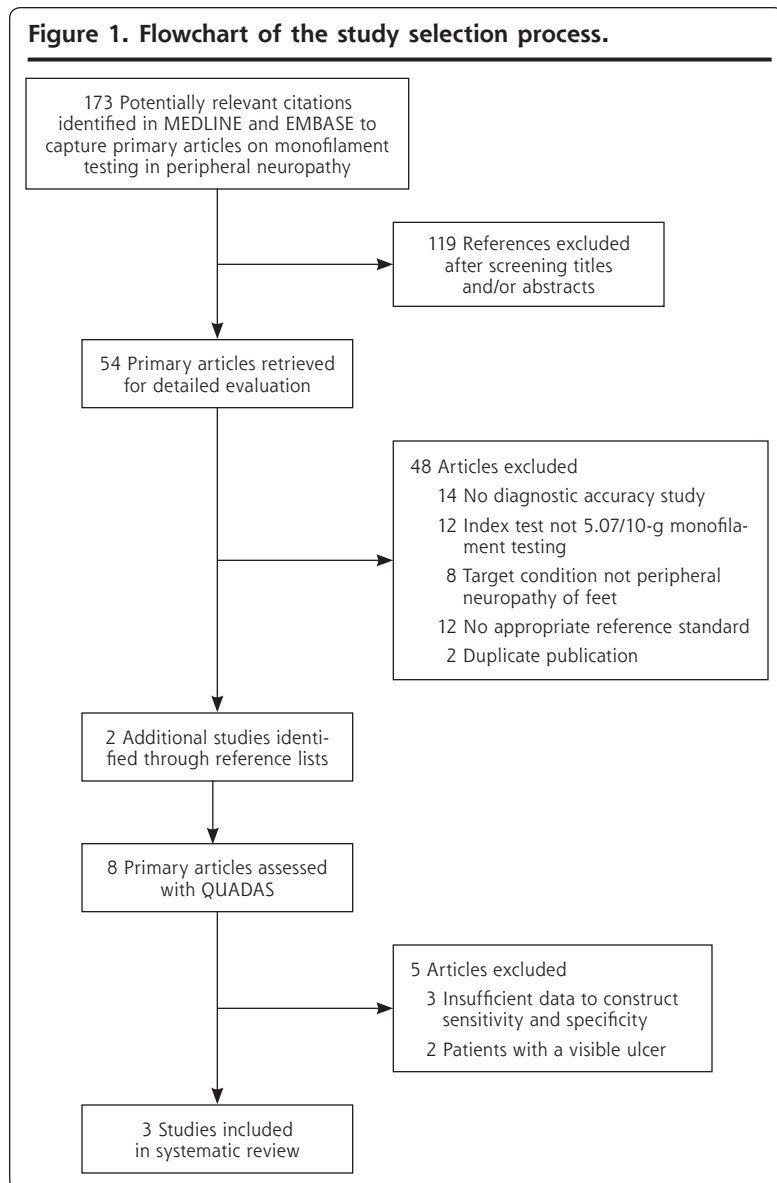 Figure 1. Flowchart of the study selection process.
173 Potentially relevant citations
identified in MEDLINE and EMBASE to
capture primary articles on monofilament
testing in peripheral neuropathy
119 References excluded
after screening titles
and/or abstracts
54 Primary articles retrieved
for detailed evaluation
48 Articles excluded
14 No diagnostic accuracy study
12 Index test not 5.07/10-g monofila-
ment testing
8 Target condition not peripheral
neuropathy of feet
12 No appropriate reference standard
2 Duplicate publication
2 Additional studies identi-
fied through reference lists
8 Primary articles assessed
with QUADAS
5 Articles excluded
3 Insufficient data to construct
sensitivity and specificity
2 Patients with a visible ulcer
3 Studies included
in systematic review